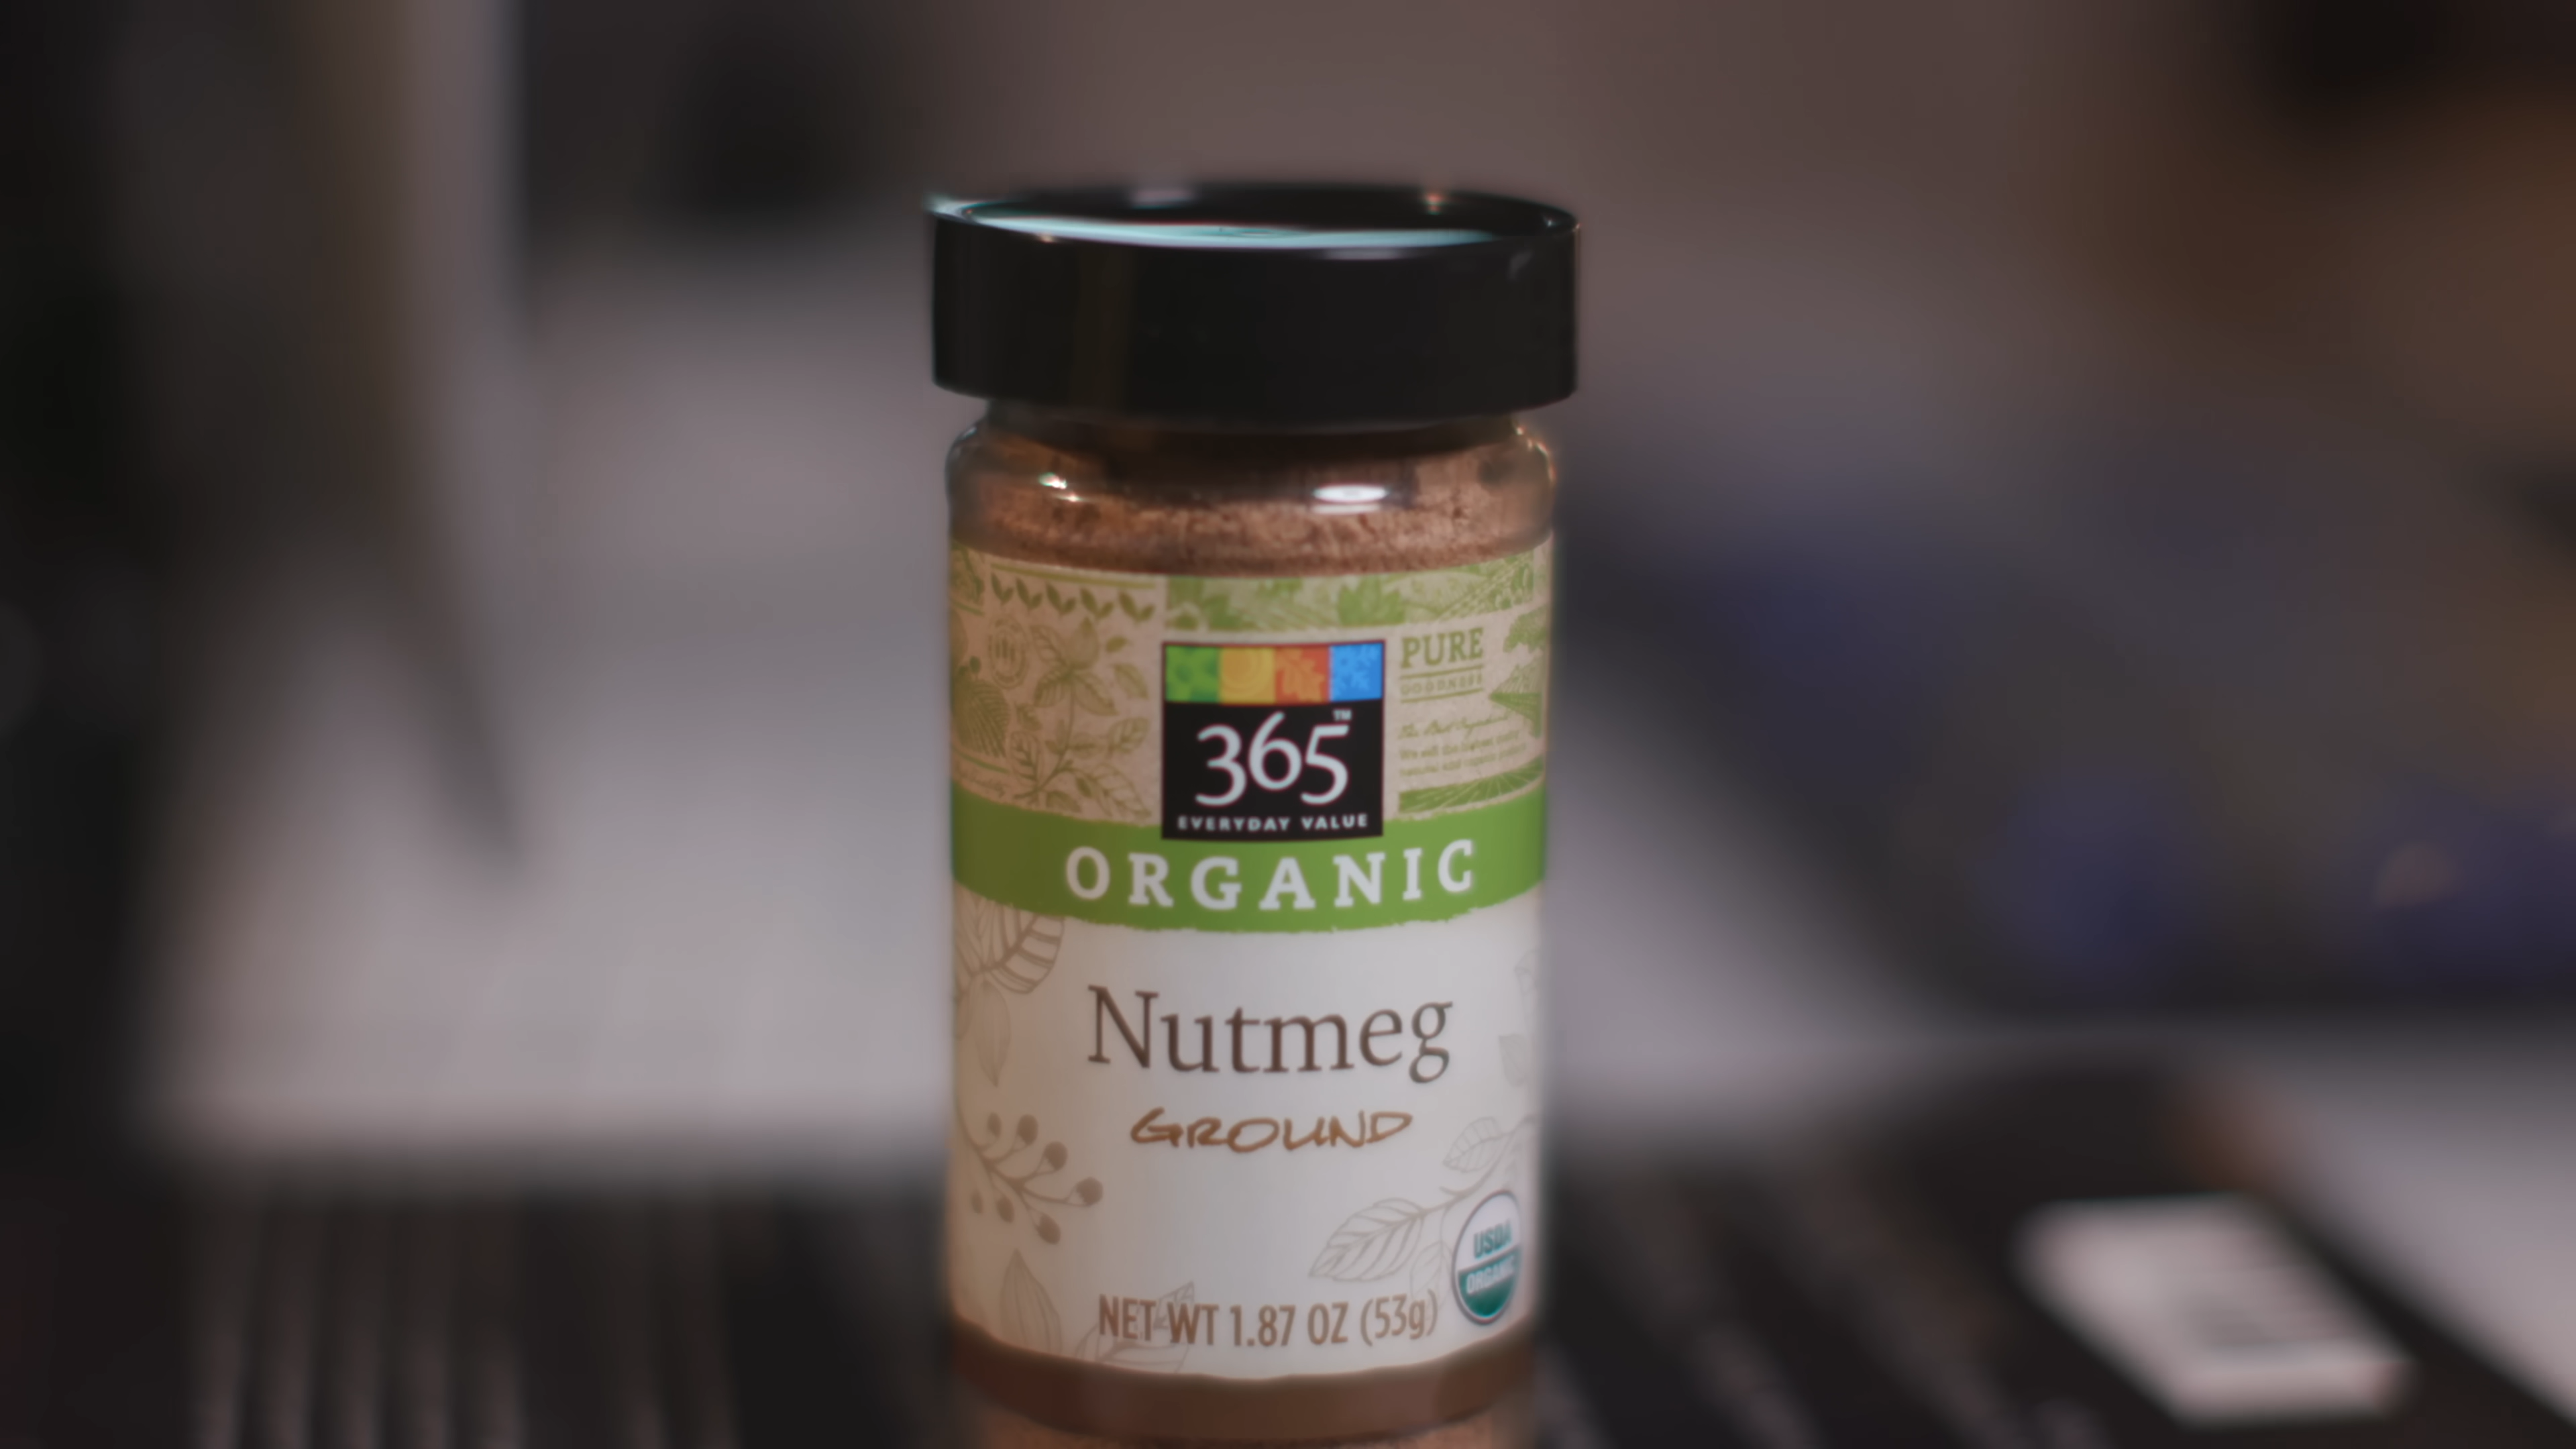 PURE
GOODNESS
365™
EVERYDAY VALUE
ORGANIC
Nutmeg
GROUND
USDA
ORGANIC
NET WT 1.87 OZ (53g)